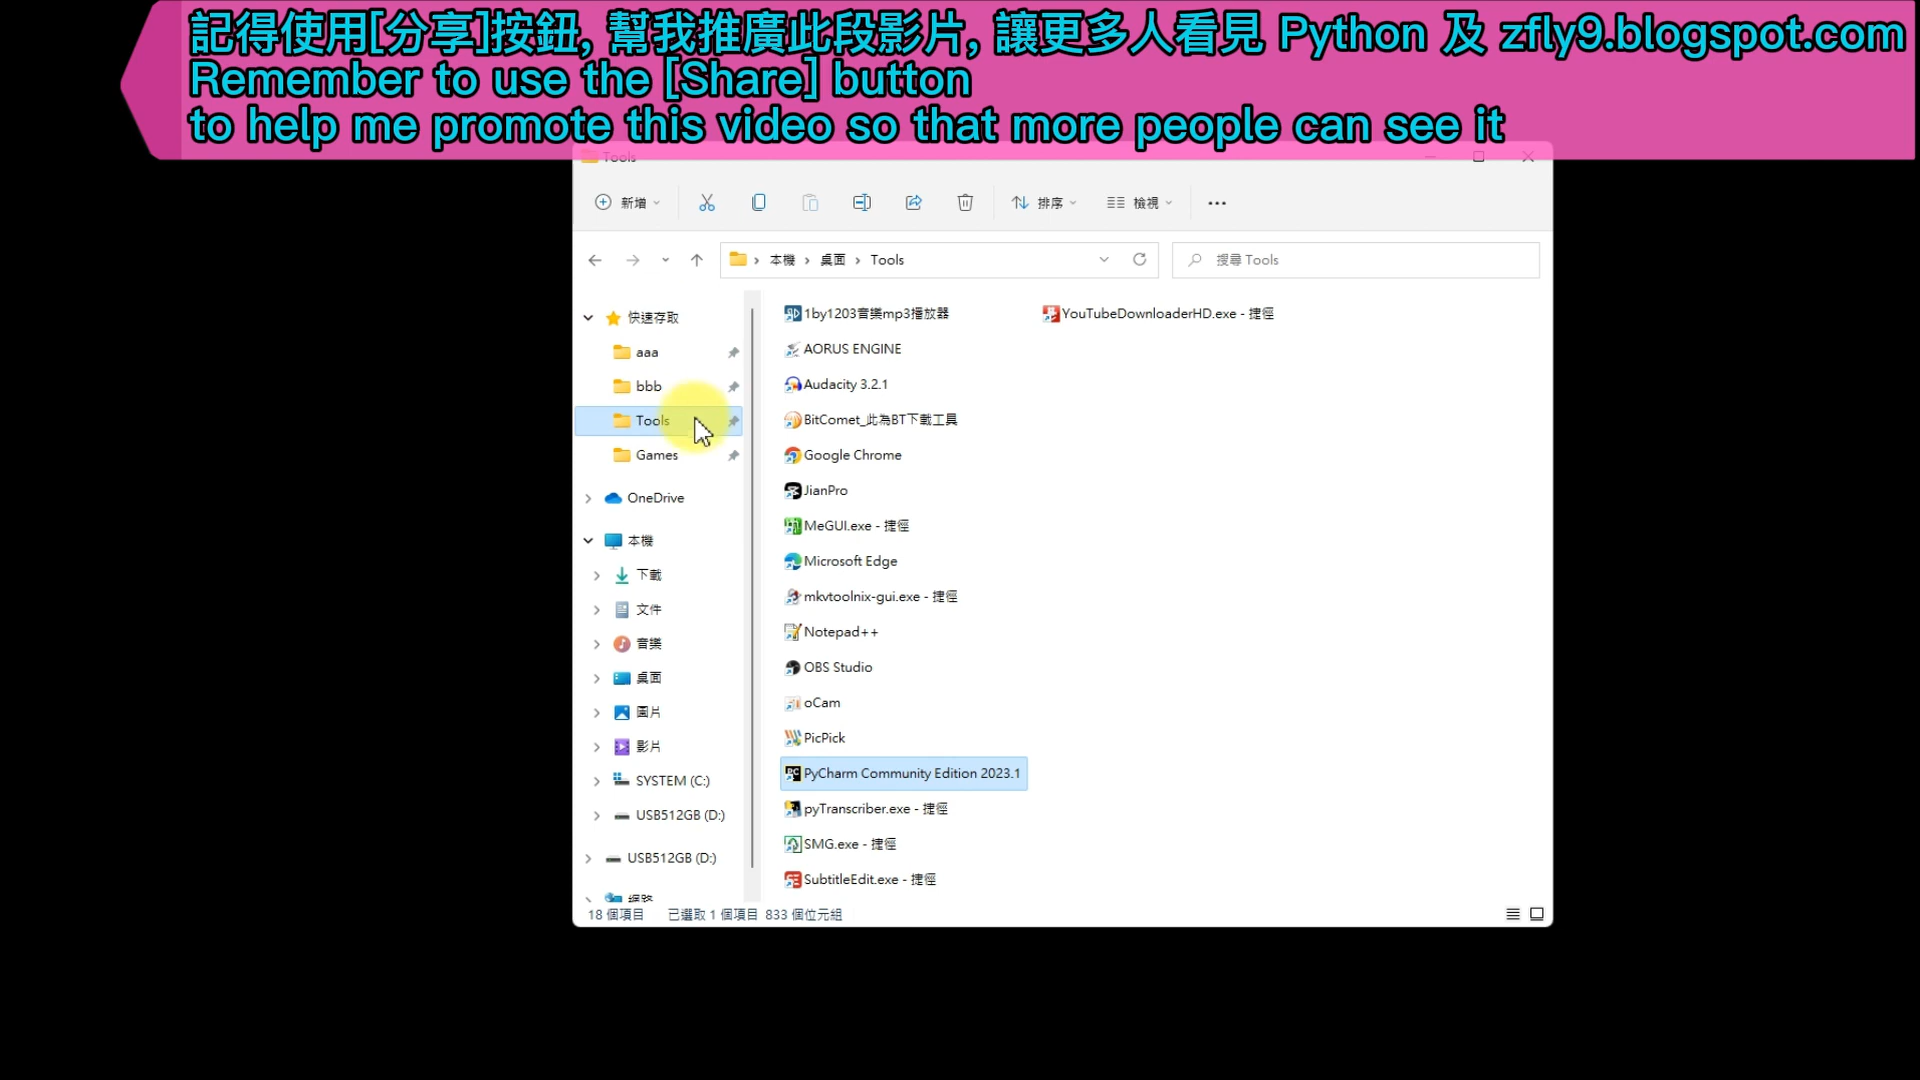 記得使用[分享]按鈕, 幫我推廣此段影片, 讓更多人看見 Python 及 zfly9.blogspot.com
Remember to use the [Share] button
to help me promote this video so that more people can see it
Tools
新增
排序
檢視
本機 > 桌面 > Tools
搜尋 Tools
快速存取
aaa
bbb
Tools
Games
OneDrive
本機
下載
文件
音樂
桌面
圖片
影片
SYSTEM (C:)
USB512GB (D:)
USB512GB (D:)
網路
1by1203音樂mp3播放器
AORUS ENGINE
Audacity 3.2.1
BitComet_此為BT下載工具
Google Chrome
JianPro
MeGUI.exe - 捷徑
Microsoft Edge
mkvtoolnix-gui.exe - 捷徑
Notepad++
OBS Studio
oCam
PicPick
PyCharm Community Edition 2023.1
pyTranscriber.exe - 捷徑
SMG.exe - 捷徑
SubtitleEdit.exe - 捷徑
YouTubeDownloaderHD.exe - 捷徑
18 個項目 已選取 1 個項目 833 個位元組